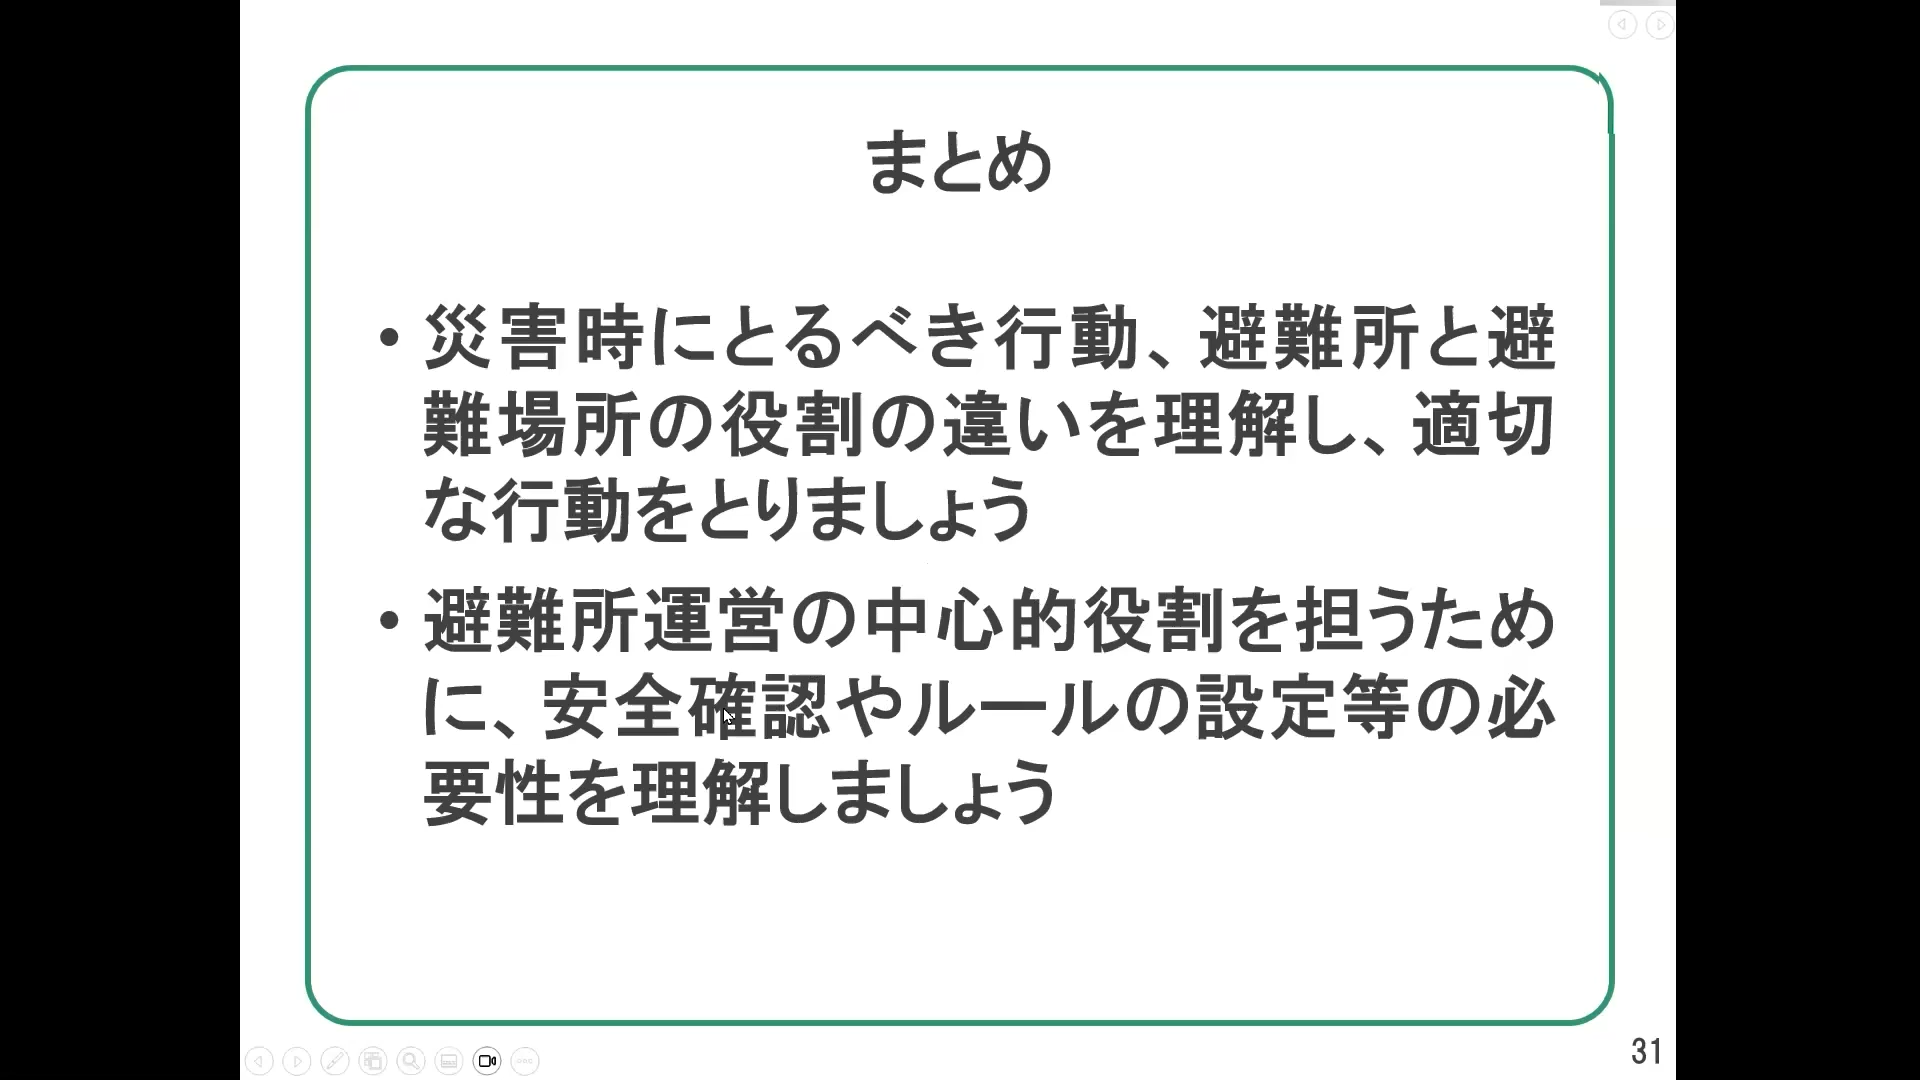 まとめ
・災害時にとるべき行動、避難所と避
難場所の役割の違いを理解し、適切
な行動をとりましょう
・避難所運営の中心的役割を担うため
に、安全確認やルールの設定等の必
要性を理解しましょう
31